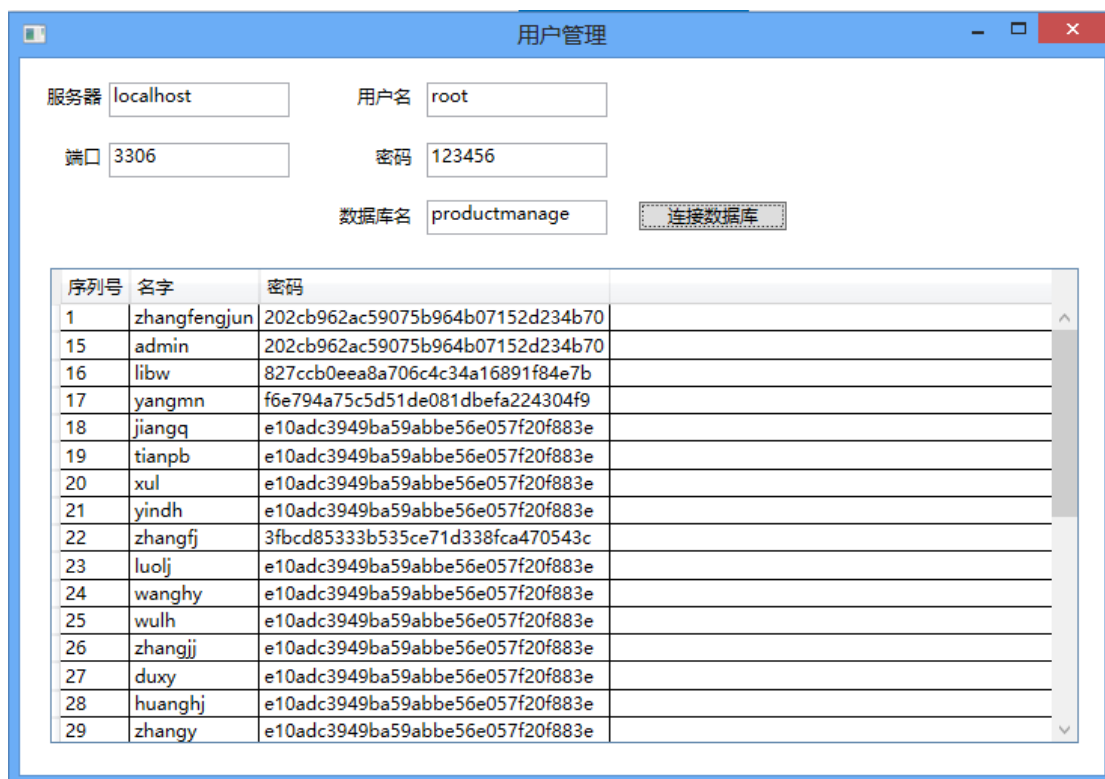 用户管理
服务器 localhost 用户名 root
端口 3306 密码 123456
数据库名 productmanage 连接数据库
序列号 名字 密码
1 zhangfengjun 202cb962ac59075b964b07152d234b70
15 admin 202cb962ac59075b964b07152d234b70
16 libw 827ccb0eea8a706c4c34a16891f84e7b
17 yangmn f6e794a75c5d51de081dbefa224304f9
18 jiangq e10adc3949ba59abbe56e057f20f883e
19 tianpb e10adc3949ba59abbe56e057f20f883e
20 xul e10adc3949ba59abbe56e057f20f883e
21 yindh e10adc3949ba59abbe56e057f20f883e
22 zhangfj 3fbcd85333b535ce71d338fca470543c
23 luolj e10adc3949ba59abbe56e057f20f883e
24 wanghy e10adc3949ba59abbe56e057f20f883e
25 wulh e10adc3949ba59abbe56e057f20f883e
26 zhangjj e10adc3949ba59abbe56e057f20f883e
27 duxy e10adc3949ba59abbe56e057f20f883e
28 huanghj e10adc3949ba59abbe56e057f20f883e
29 zhangy e10adc3949ba59abbe56e057f20f883e